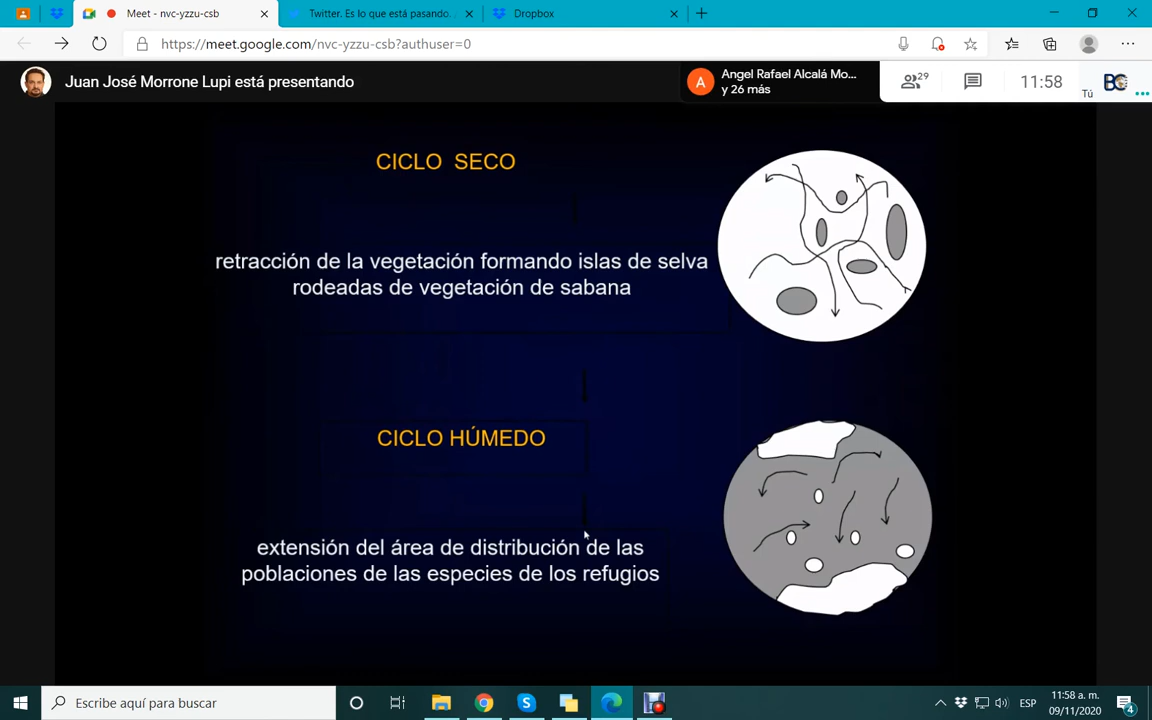 Meet - nvc-yzzu-csb
Twitter. Es lo que está pasando.
Dropbox
https://meet.google.com/nvc-yzzu-csb?authuser=0
Juan José Morrone Lupi está presentando
A
Angel Rafael Alcalá Mo...
y 26 más
29
11:58
Tú
BC
CICLO SECO
retracción de la vegetación formando islas de selva
rodeadas de vegetación de sabana
CICLO HÚMEDO
extensión del área de distribución de las
poblaciones de las especies de los refugios
Escribe aquí para buscar
ESP
11:58 a. m.
09/11/2020
4